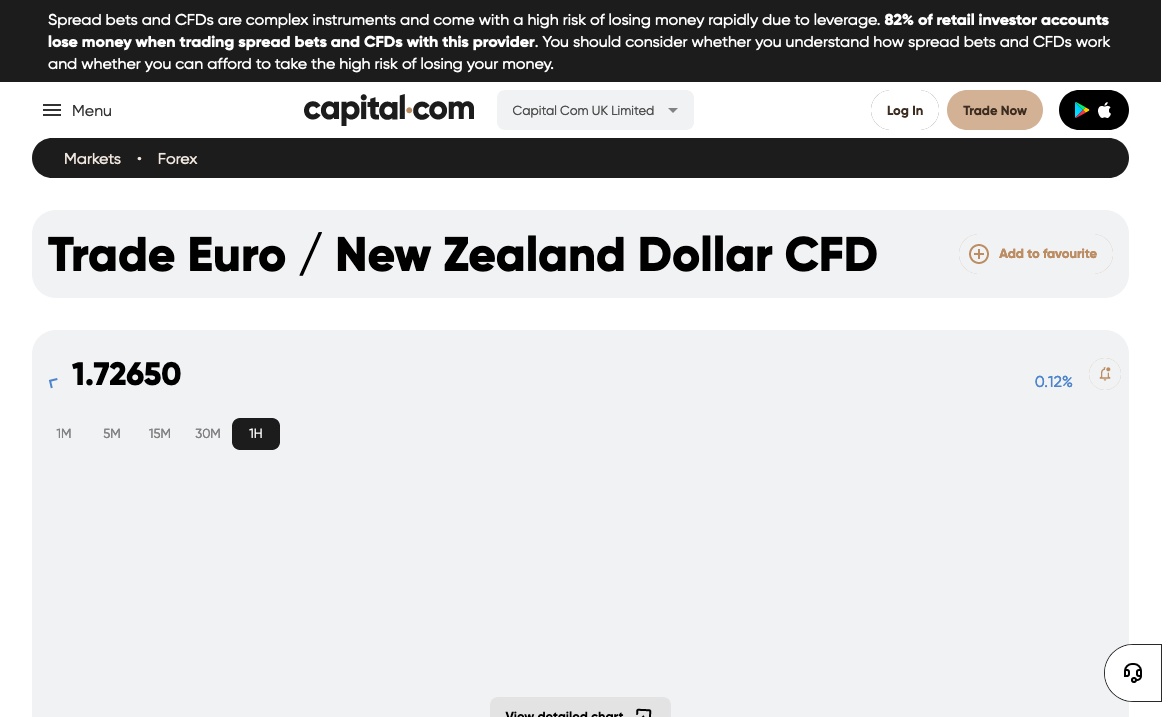 Spread bets and CFDs are complex instruments and come with a high risk of losing money rapidly due to leverage. 82% of retail investor accounts
lose money when trading spread bets and CFDs with this provider. You should consider whether you understand how spread bets and CFDs work
and whether you can afford to take the high risk of losing your money.
Menu
capital.com
Capital Com UK Limited
Log In
Trade Now
Markets • Forex
Trade Euro / New Zealand Dollar CFD
Add to favourite
1.72650
0.12%
1M 5M 15M 30M 1H
View detailed chart